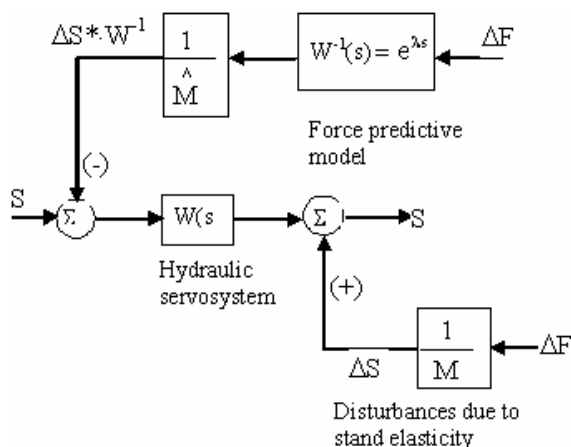 ΔS*·W⁻¹
1
^
M
W⁻¹(s) = e^λs
ΔF
Force predictive
model
(-)
S
Σ
W(s
Σ
S
Hydraulic
servosystem
(+)
ΔS
1
M
ΔF
Disturbances due to
stand elasticity